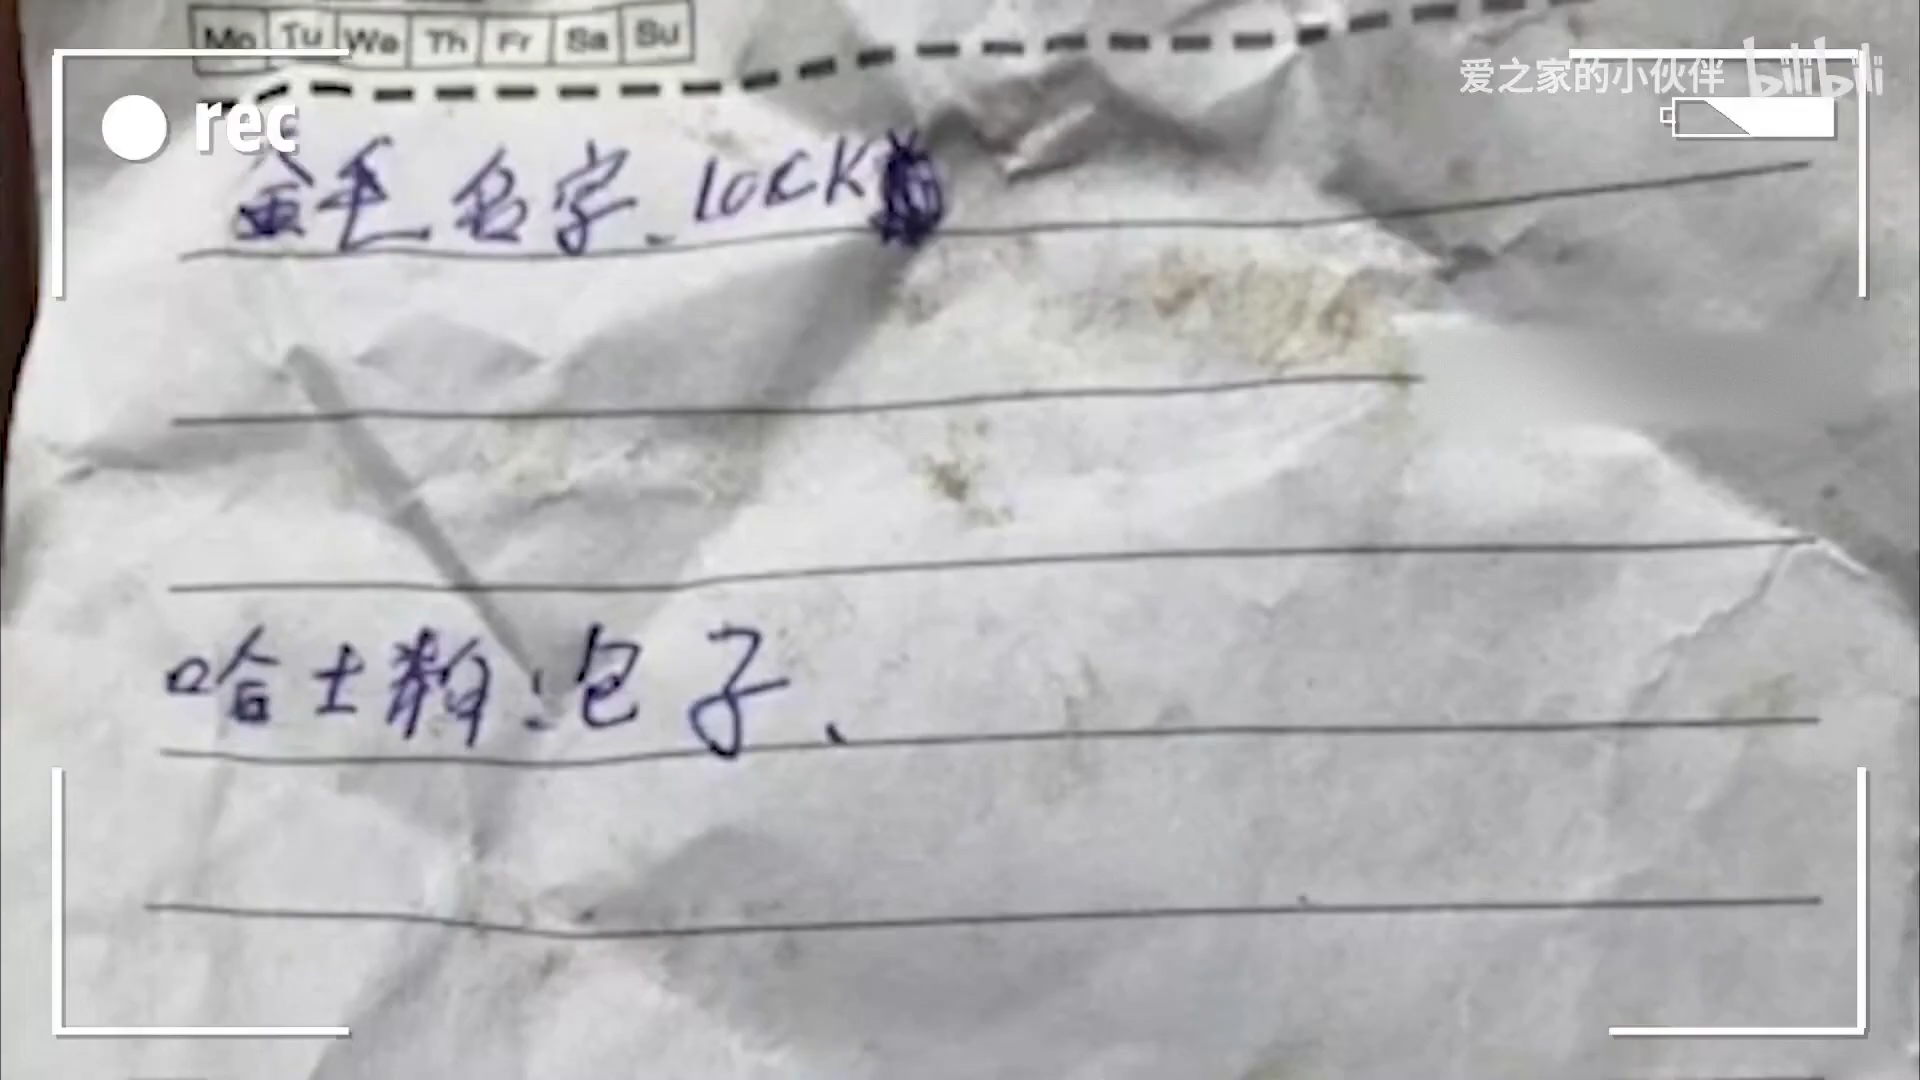 Mo Tu We Th Fr Sa Su
爱之家的小伙伴 bilibili
rec
金毛名字、lock
哈士数:包子、